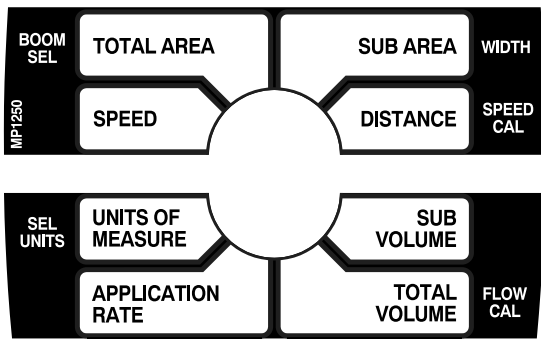 BOOM
SEL
TOTAL AREA
SUB AREA
WIDTH
MP1250
SPEED
DISTANCE
SPEED
CAL
SEL
UNITS
UNITS OF
MEASURE
SUB
VOLUME
APPLICATION
RATE
TOTAL
VOLUME
FLOW
CAL